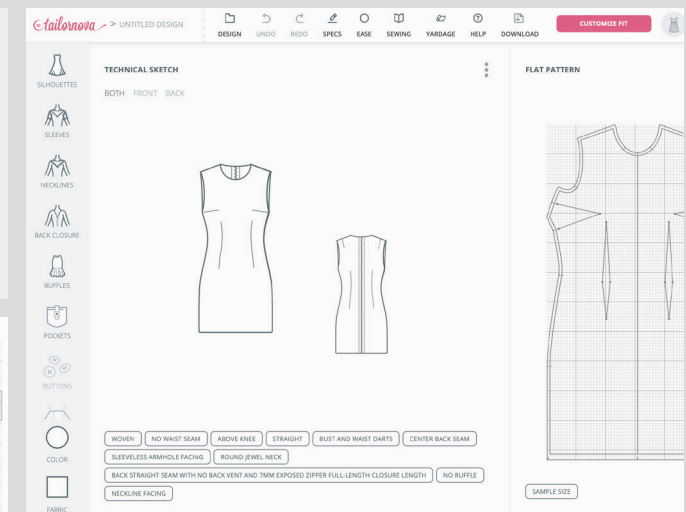 tailornova > UNTITLED DESIGN
DESIGN UNDO REDO SPECS EASE SEWING YARDAGE HELP DOWNLOAD CUSTOMIZE FIT
SILHOUETTES
SLEEVES
NECKLINES
BACK CLOSURE
RUFFLES
POCKETS
BUTTONS
COLOR
FABRIC
TECHNICAL SKETCH
BOTH FRONT BACK
WOVEN NO WAIST SEAM ABOVE KNEE STRAIGHT BUST AND WAIST DARTS CENTER BACK SEAM
SLEEVELESS ARMHOLE FACING ROUND JEWEL NECK
BACK STRAIGHT SEAM WITH NO BACK VENT AND 7MM EXPOSED ZIPPER FULL-LENGTH CLOSURE LENGTH NO RUFFLE
NECKLINE FACING
FLAT PATTERN
SAMPLE SIZE